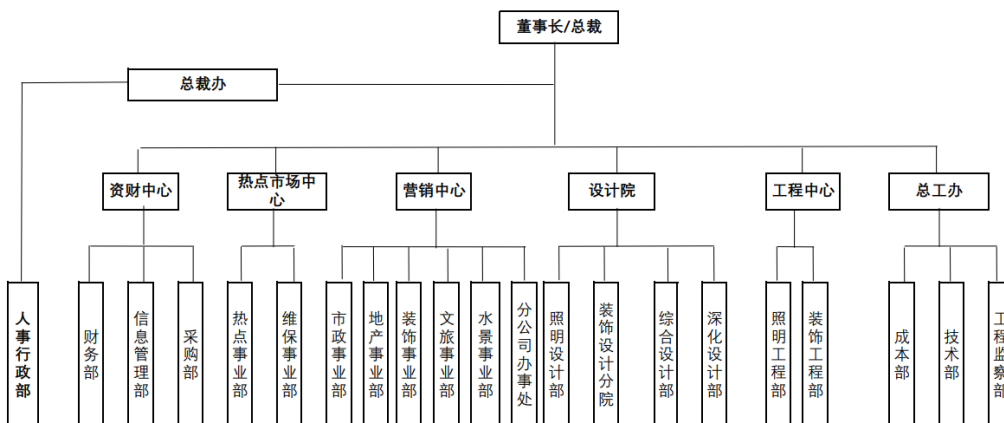 董事长/总裁
总裁办
资财中心
热点市场中
心
营销中心
设计院
工程中心
总工办
人事行政部
财务部
信息管理部
采购部
热点事业部
维保事业部
市政事业部
地产事业部
装饰事业部
文旅事业部
水景事业部
分公司办事处
照明设计部
装饰设计分院
综合设计部
深化设计部
照明工程部
装饰工程部
成本部
技术部
工程监察部